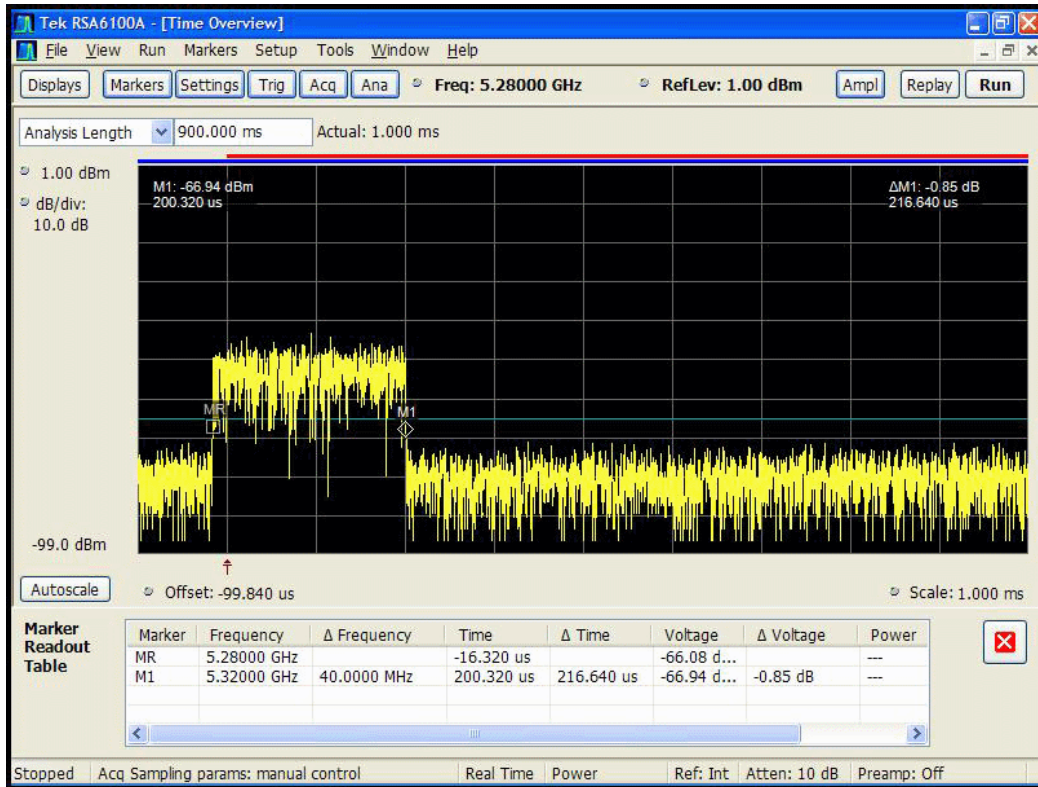 Tek RSA6100A - [Time Overview]
File View Run Markers Setup Tools Window Help
Displays Markers Settings Trig Acq Ana Freq: 5.28000 GHz RefLev: 1.00 dBm Ampl Replay Run
Analysis Length 900.000 ms Actual: 1.000 ms
1.00 dBm
dB/div:
10.0 dB
M1: -66.94 dBm
200.320 us
ΔM1: -0.85 dB
216.640 us
MR
M1
-99.0 dBm
Autoscale Offset: -99.840 us Scale: 1.000 ms
Marker
Readout
Table
Marker Frequency Δ Frequency Time Δ Time Voltage Δ Voltage Power
MR 5.28000 GHz -16.320 us -66.08 d... ---
M1 5.32000 GHz 40.0000 MHz 200.320 us 216.640 us -66.94 d... -0.85 dB ---
Stopped Acq Sampling params: manual control Real Time Power Ref: Int Atten: 10 dB Preamp: Off